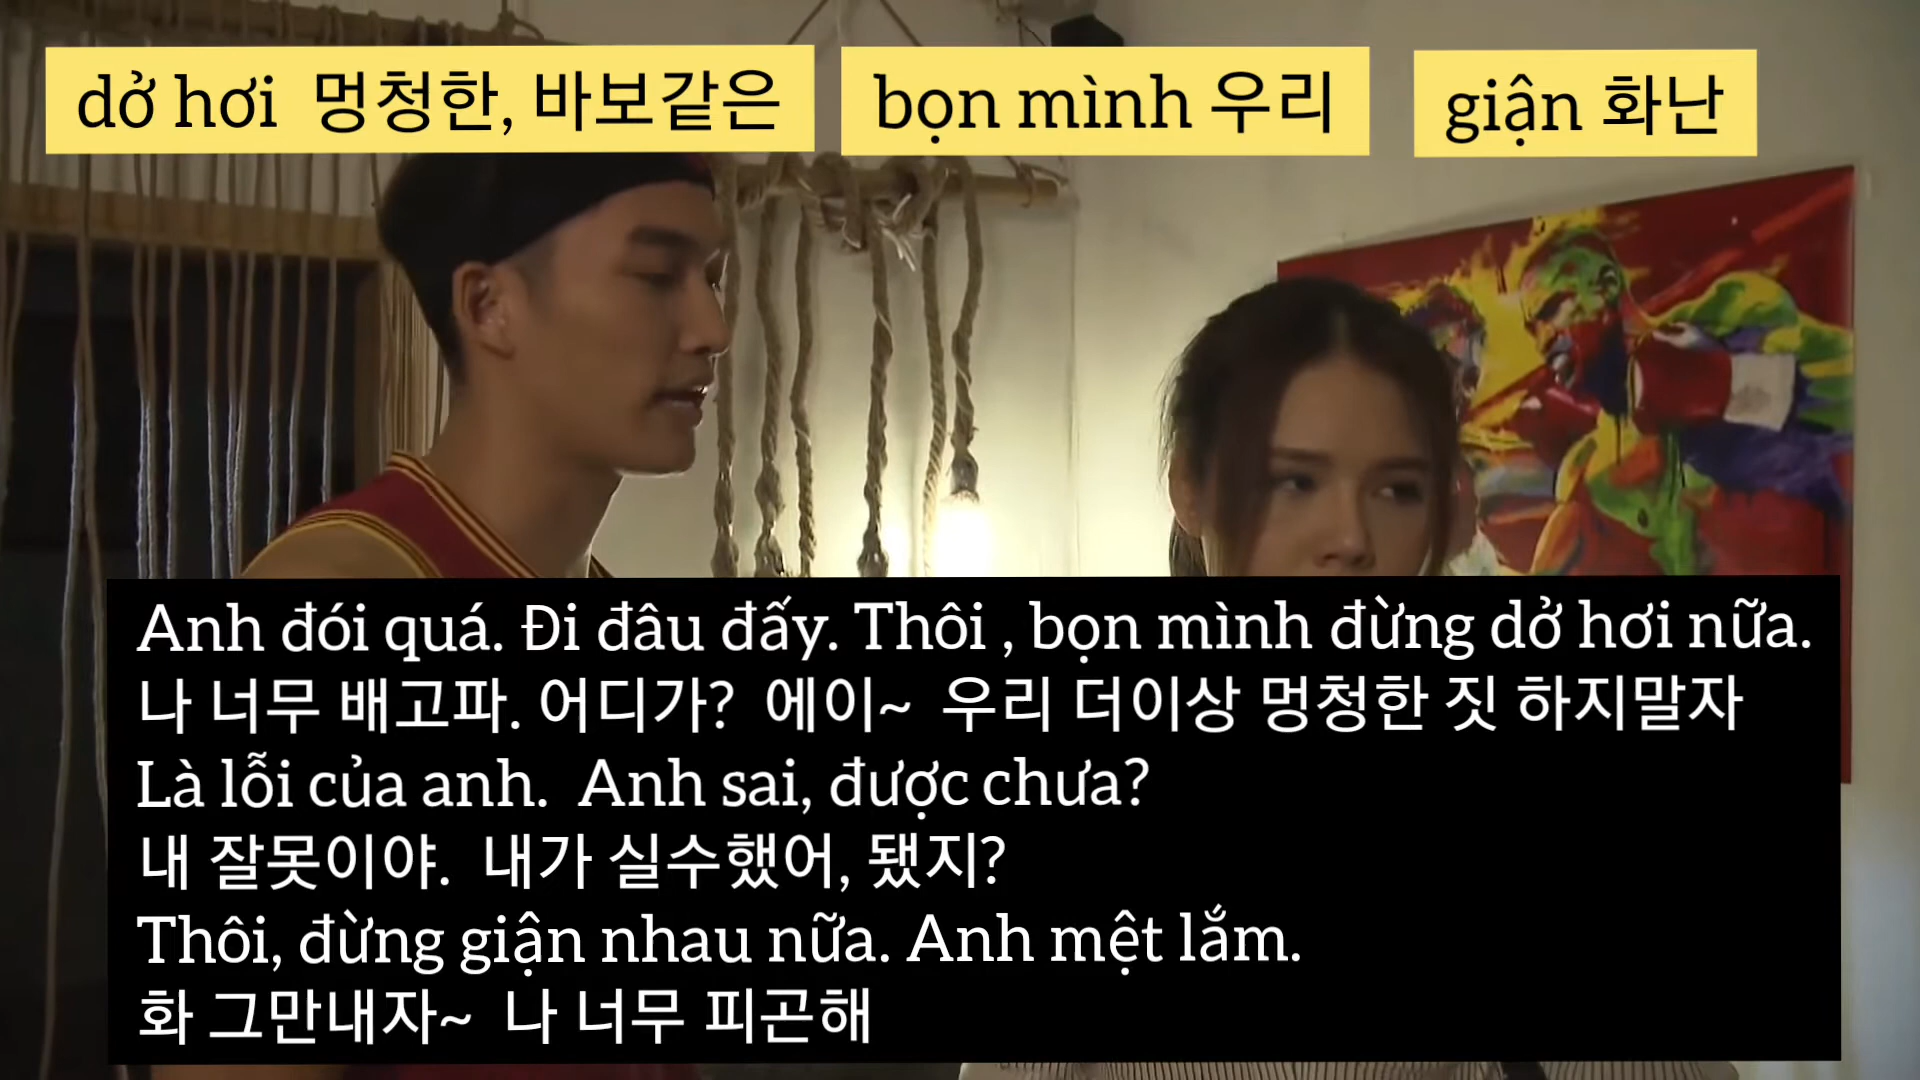 dở hơi 멍청한, 바보같은
bọn mình 우리
giận 화난
Anh đói quá. Đi đâu đấy. Thôi , bọn mình đừng dở hơi nữa.
나 너무 배고파. 어디가? 에이~ 우리 더이상 멍청한 짓 하지말자
Là lỗi của anh. Anh sai, được chưa?
내 잘못이야. 내가 실수했어, 됐지?
Thôi, đừng giận nhau nữa. Anh mệt lắm.
화 그만내자~ 나 너무 피곤해